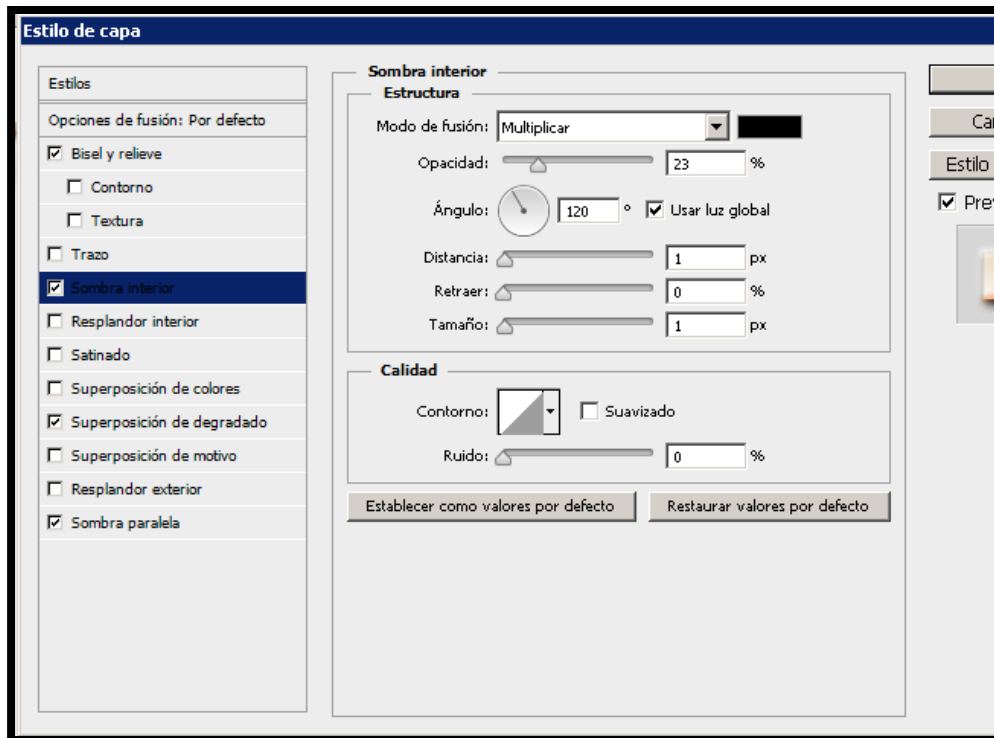 Estilo de capa
Estilos
Opciones de fusión: Por defecto
Bisel y relieve
Contorno
Textura
Trazo
Sombra interior
Resplandor interior
Satinado
Superposición de colores
Superposición de degradado
Superposición de motivo
Resplandor exterior
Sombra paralela
Sombra interior
Estructura
Modo de fusión: Multiplicar
Opacidad: 23 %
Ángulo: 120 ° Usar luz global
Distancia: 1 px
Retraer: 0 %
Tamaño: 1 px
Calidad
Contorno: Suavizado
Ruido: 0 %
Establecer como valores por defecto Restaurar valores por defecto
Estilo